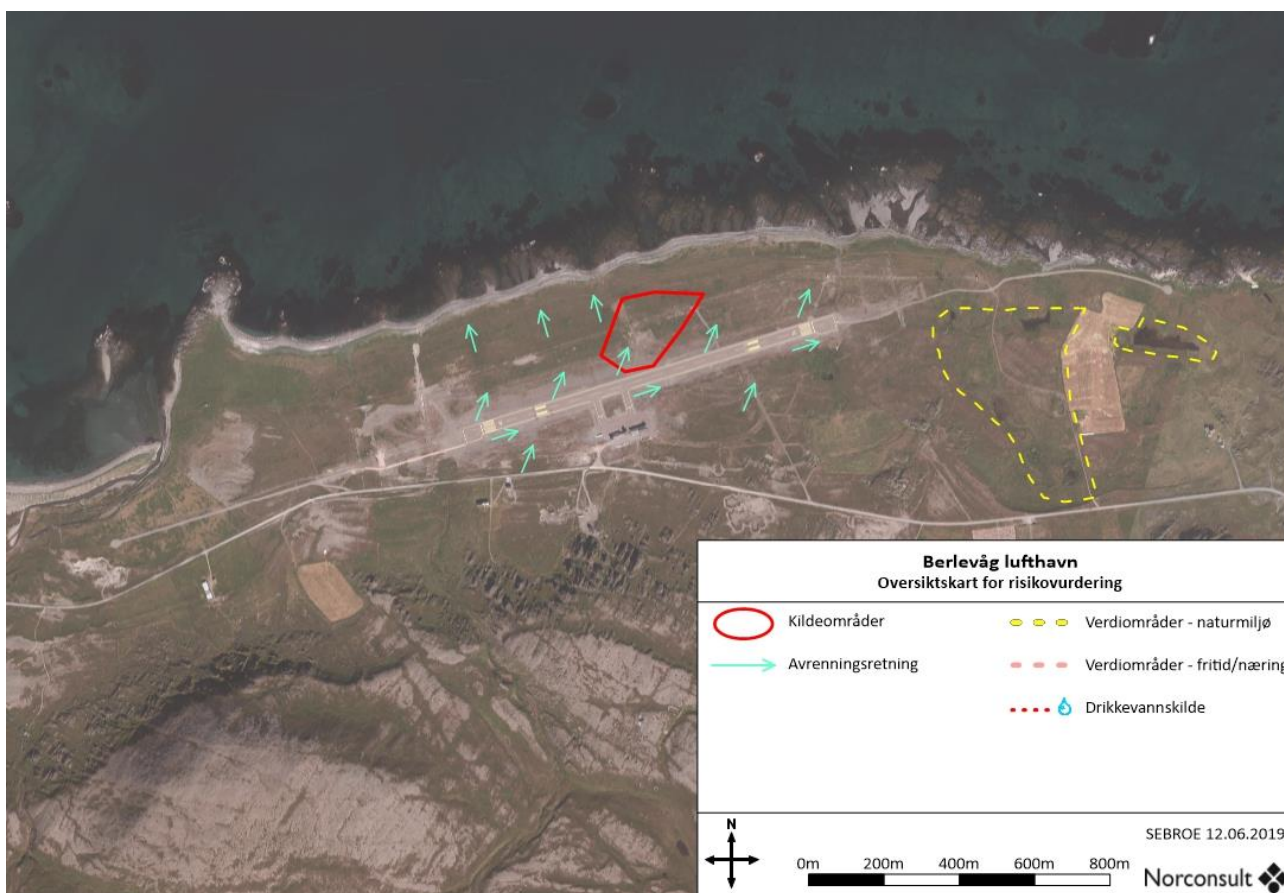 Berlevåg lufthavn
Oversiktskart for risikovurdering
Kildeområder
Verdiområder - naturmiljø
Avrenningsretning
Verdiområder - fritid/næring
Drikkevannskilde
N
SEBROE 12.06.2019
0m 200m 400m 600m 800m
Norconsult